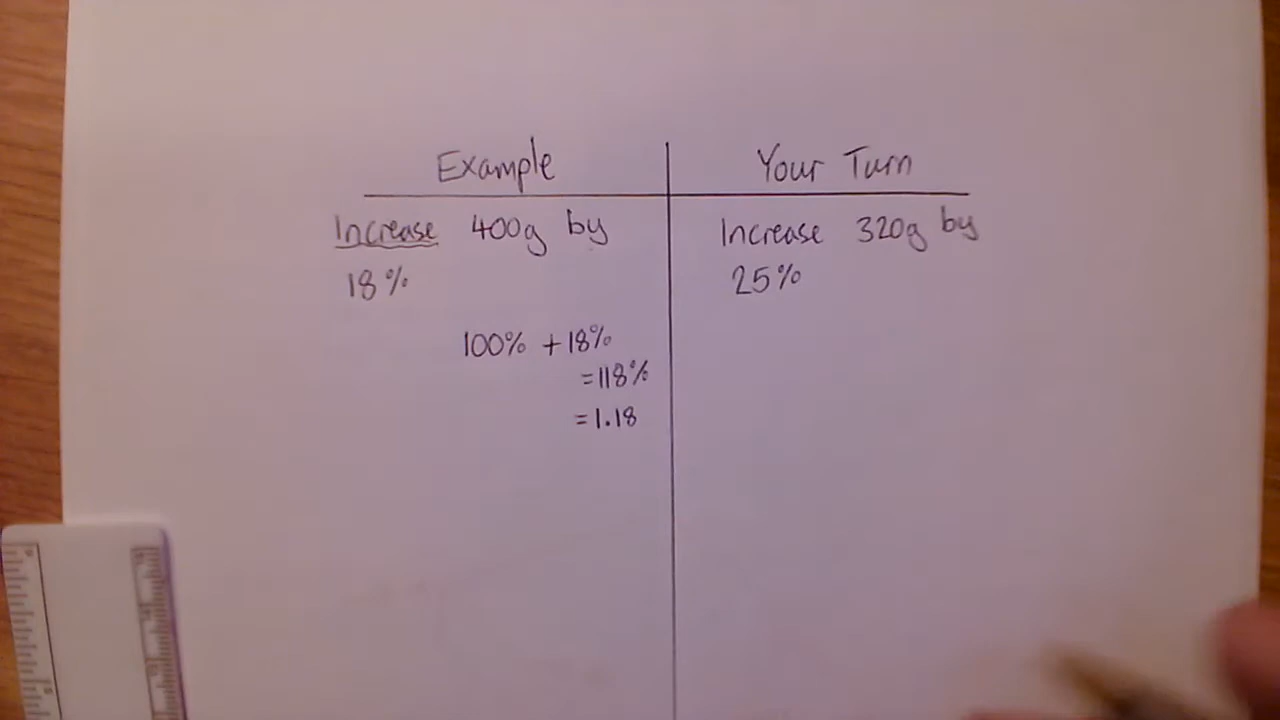 Example
Increase 400g by
18%
100% + 18%
=118%
=1.18
Your Turn
Increase 320g by
25%